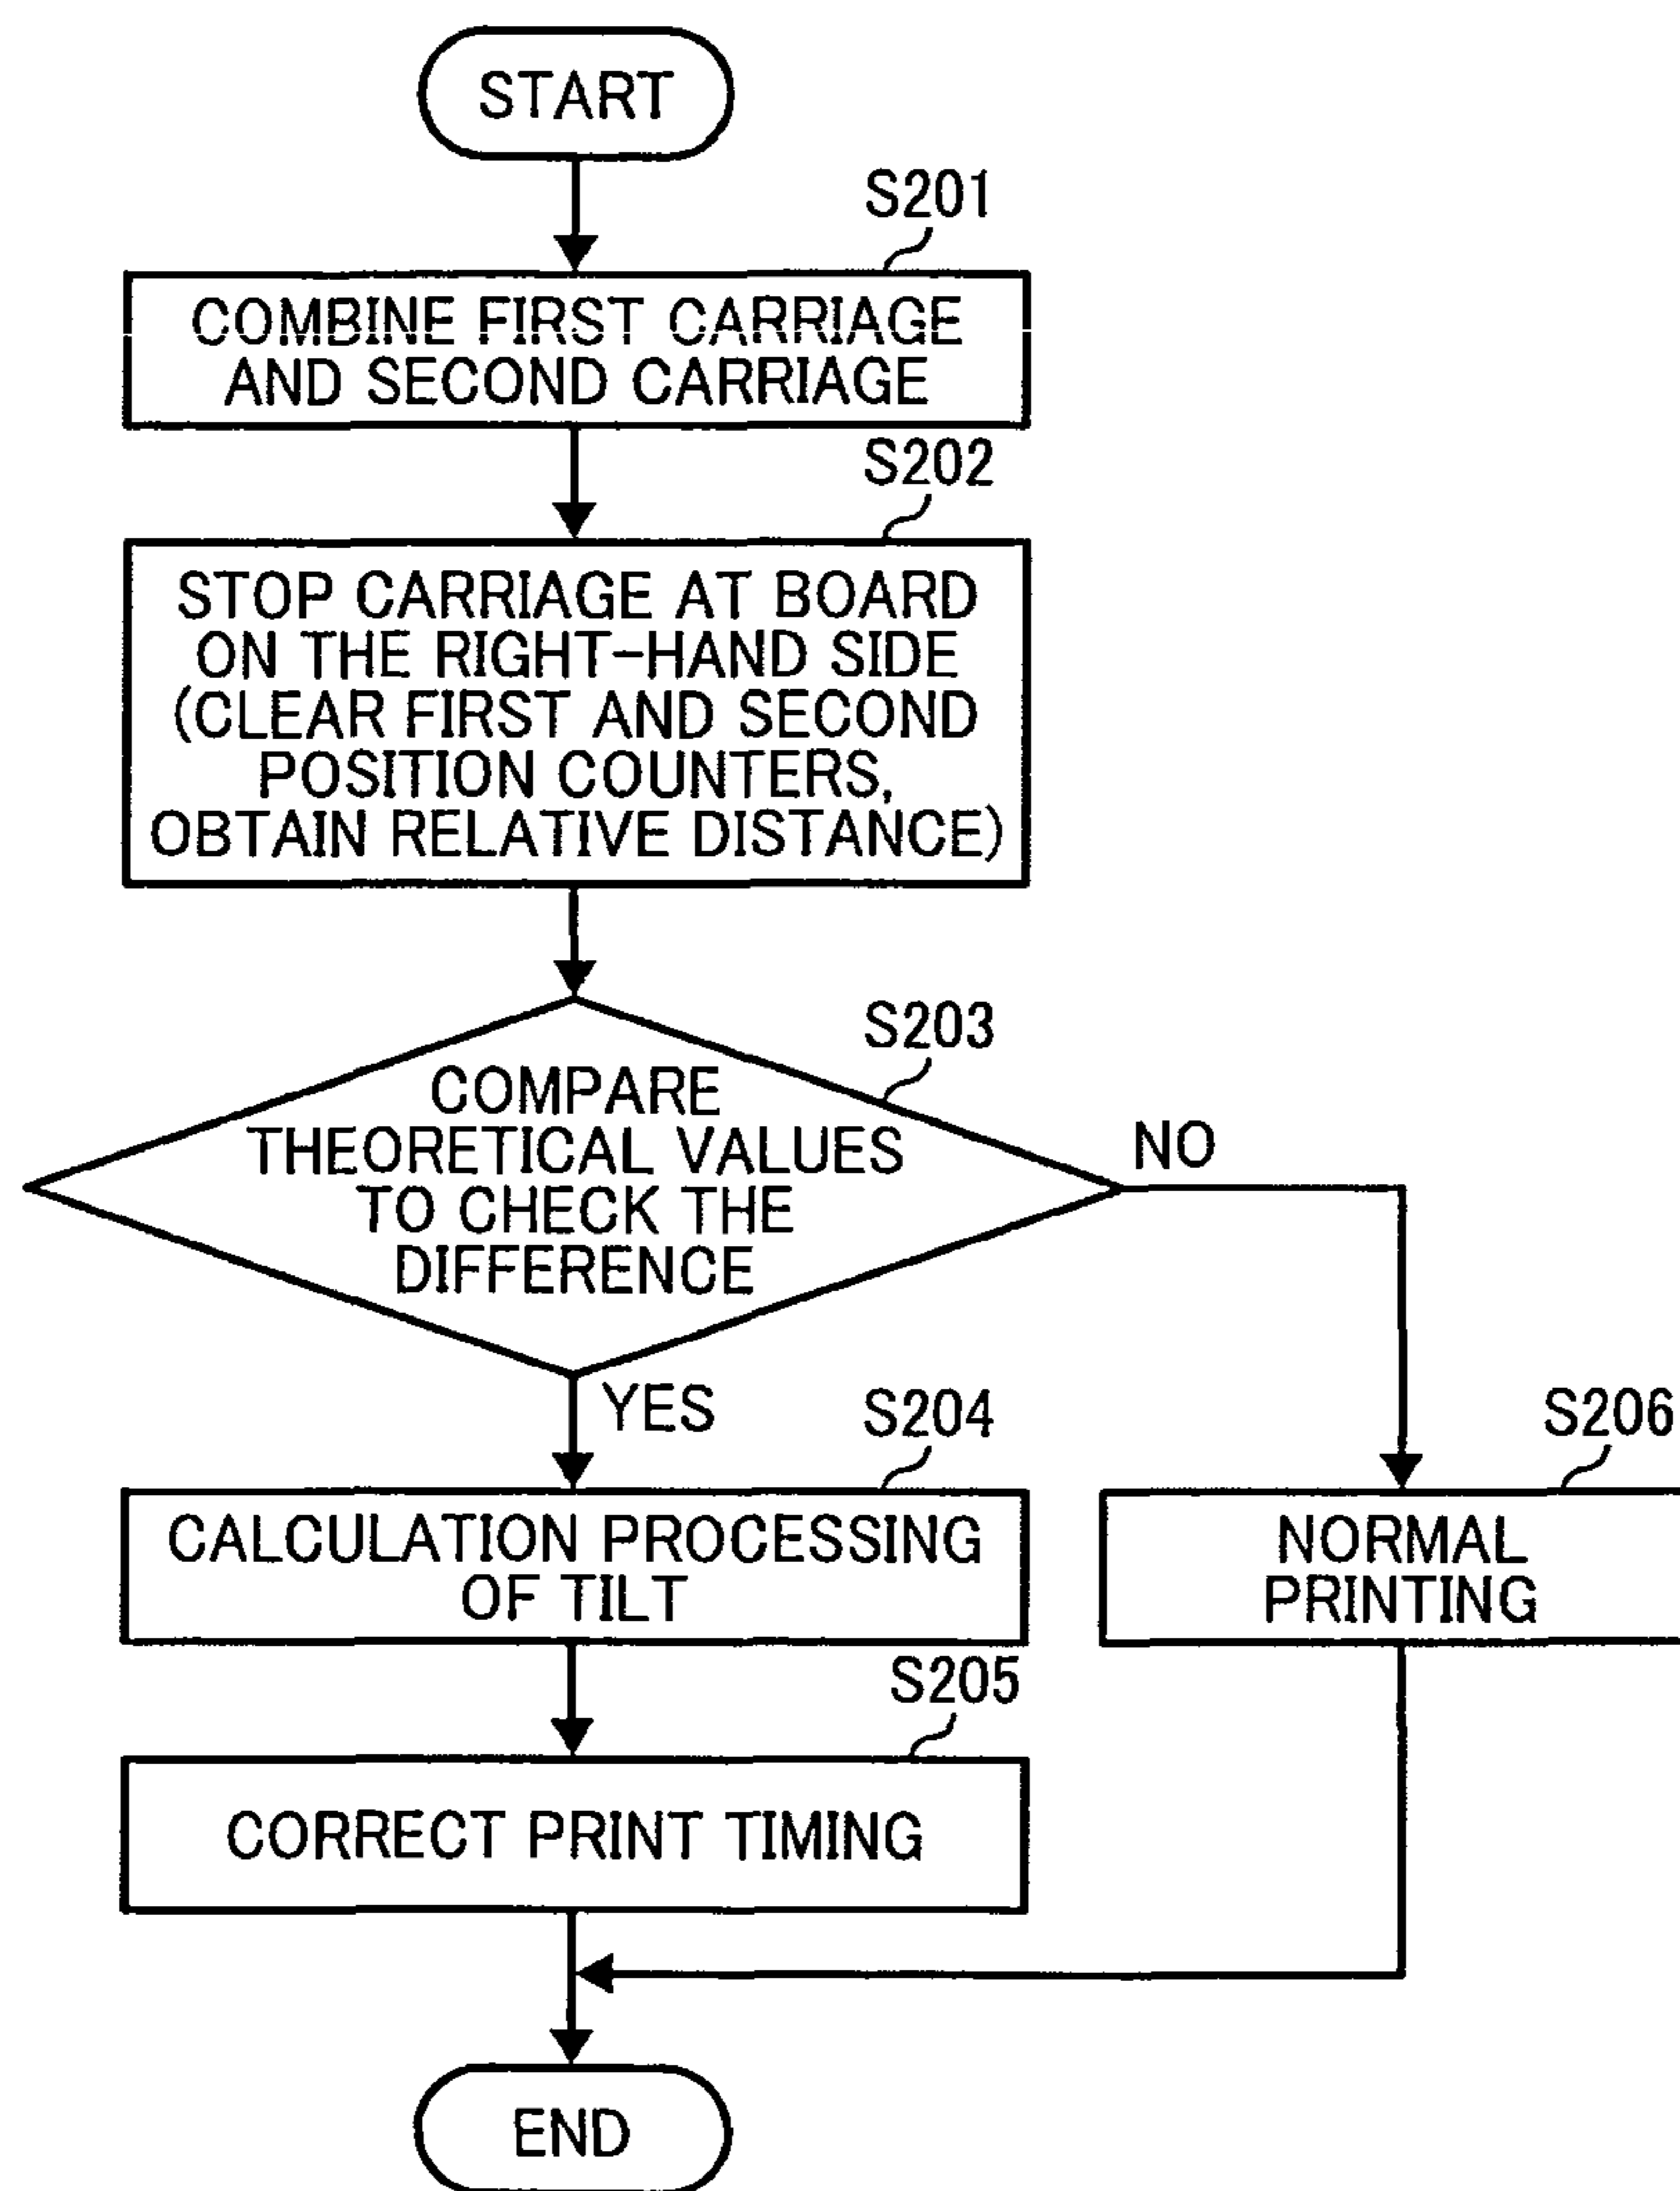 START
S201
COMBINE FIRST CARRIAGE
AND SECOND CARRIAGE
S202
STOP CARRIAGE AT BOARD
ON THE RIGHT-HAND SIDE
(CLEAR FIRST AND SECOND
POSITION COUNTERS,
OBTAIN RELATIVE DISTANCE)
S203
COMPARE
THEORETICAL VALUES
TO CHECK THE
DIFFERENCE
NO
YES
S204
CALCULATION PROCESSING
OF TILT
S206
NORMAL
PRINTING
S205
CORRECT PRINT TIMING
END